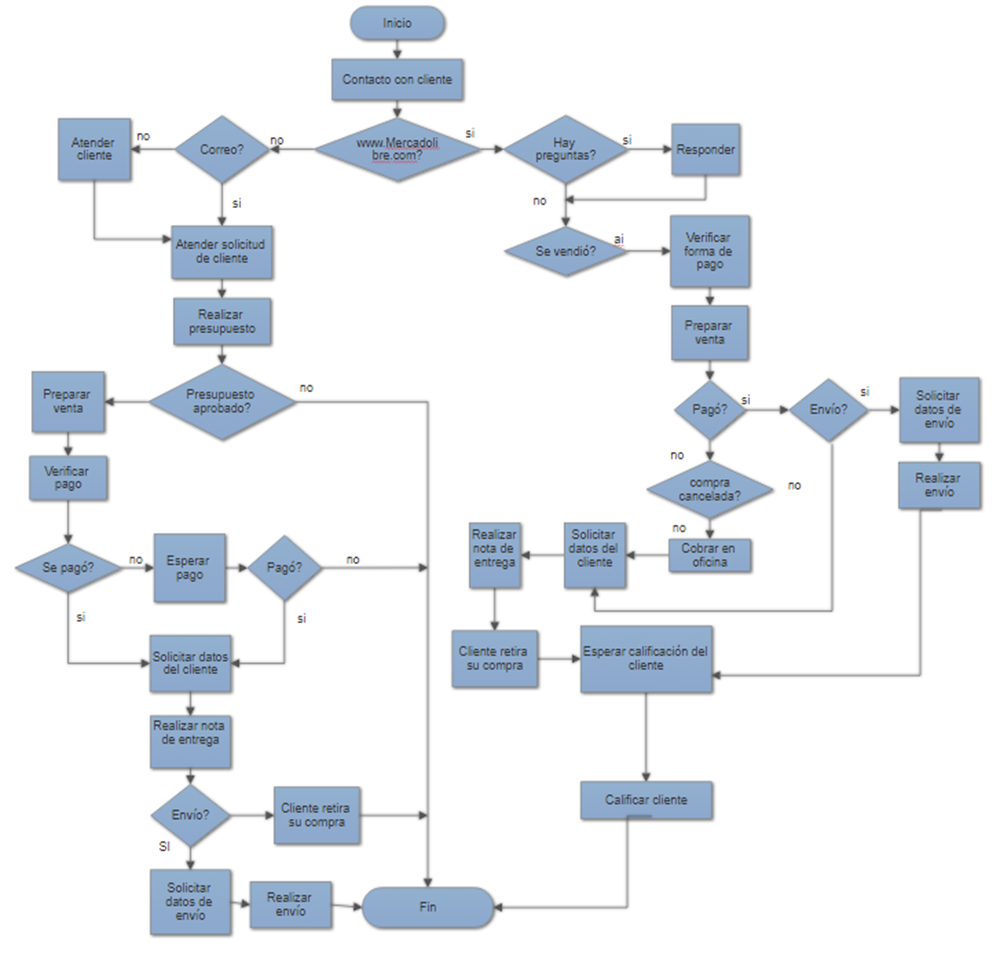 Inicio
Contacto con cliente
www.Mercadoli
bre.com?
no
si
Correo?
no
Atender
cliente
si
Hay
preguntas?
si
Responder
no
Atender solicitud
de cliente
Se vendió?
ai
Verificar
forma de
pago
Realizar
presupuesto
Preparar
venta
Presupuesto
aprobado?
no
Preparar
venta
Pagó?
si
Envío?
si
Solicitar
datos de
envío
Verificar
pago
no
compra
cancelada?
no
Realizar
envío
Se pagó?
no
Esperar
pago
Pagó?
no
si
si
Realizar
nota de
entrega
Solicitar
datos del
cliente
no
Cobrar en
oficina
Solicitar datos
del cliente
Cliente retira
su compra
Esperar calificación del
cliente
Realizar nota
de entrega
Envío?
Cliente retira
su compra
Calificar cliente
SI
Solicitar
datos de
envío
Realizar
envío
Fin